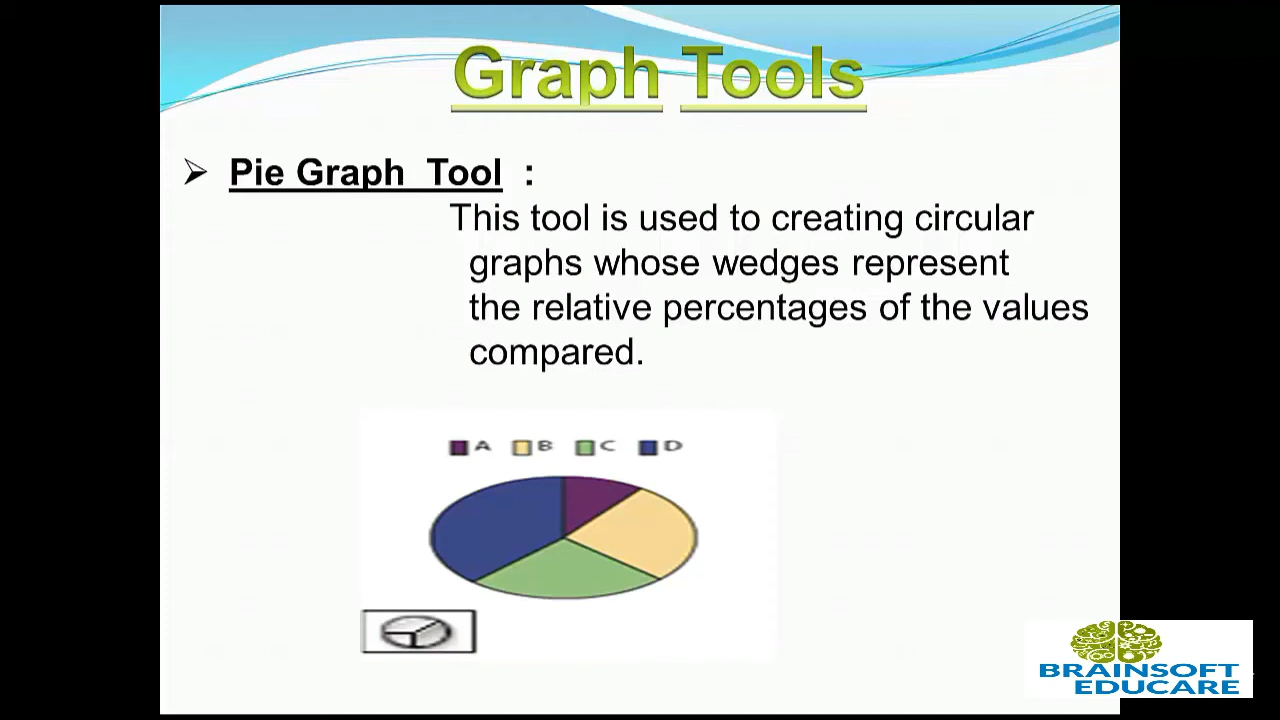 Graph Tools
➢ Pie Graph Tool :
This tool is used to creating circular
graphs whose wedges represent
the relative percentages of the values
compared.
A B C D
BRAINSOFT
EDUCARE